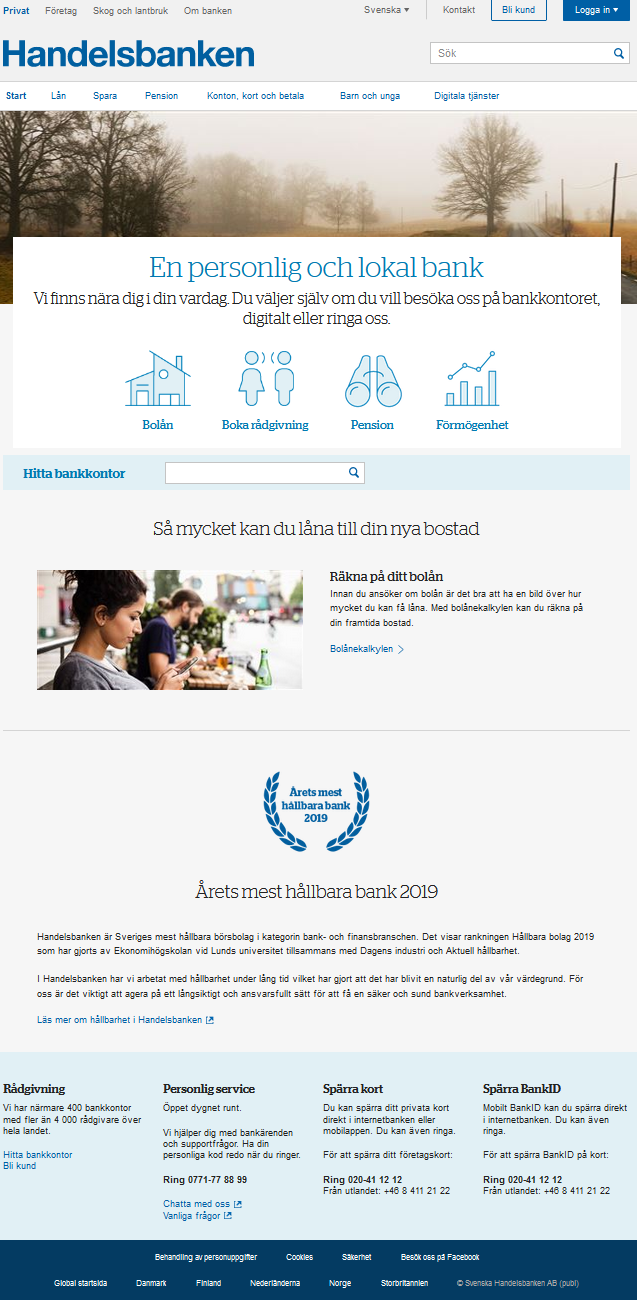 Privat Företag Skog och lantbruk Om banken Svenska Kontakt Bli kund Logga in
Handelsbanken
Sök
Start Lån Spara Pension Konton, kort och betala Barn och unga Digitala tjänster
En personlig och lokal bank
Vi finns nära dig i din vardag. Du väljer själv om du vill besöka oss på bankkontoret,
digitalt eller ringa oss.
Bolån Boka rådgivning Pension Förmögenhet
Hitta bankkontor
Så mycket kan du låna till din nya bostad
Räkna på ditt bolån
Innan du ansöker om bolån är det bra att ha en bild över hur
mycket du kan få låna. Med bolånekalkylen kan du räkna på
din framtida bostad.
Bolånekalkylen
Årets mest
hållbara bank
2019
Årets mest hållbara bank 2019
Handelsbanken är Sveriges mest hållbara börsbolag i kategorin bank- och finansbranschen. Det visar rankningen Hållbara bolag 2019
som har gjorts av Ekonomihögskolan vid Lunds universitet tillsammans med Dagens industri och Aktuell hållbarhet.
I Handelsbanken har vi arbetat med hållbarhet under lång tid vilket har gjort att det har blivit en naturlig del av vår värdegrund. För
oss är det viktigt att agera på ett långsiktigt och ansvarsfullt sätt för att få en säker och sund bankverksamhet.
Läs mer om hållbarhet i Handelsbanken
Rådgivning
Vi har närmare 400 bankkontor
med fler än 4 000 rådgivare över
hela landet.
Hitta bankkontor
Bli kund
Personlig service
Öppet dygnet runt.
Vi hjälper dig med bankärenden
och supportfrågor. Ha din
personliga kod redo när du ringer.
Ring 0771-77 88 99
Chatta med oss
Vanliga frågor
Spärra kort
Du kan spärra ditt privata kort
direkt i internetbanken eller
mobilappen. Du kan även ringa.
För att spärra ditt företagskort:
Ring 020-41 12 12
Från utlandet: +46 8 411 21 22
Spärra BankID
Mobilt BankID kan du spärra direkt
i internetbanken. Du kan även
ringa.
För att spärra BankID på kort:
Ring 020-41 12 12
Från utlandet: +46 8 411 21 22
Behandling av personuppgifter Cookies Säkerhet Besök oss på Facebook
Global startsida Danmark Finland Nederländerna Norge Storbritannien © Svenska Handelsbanken AB (publ)